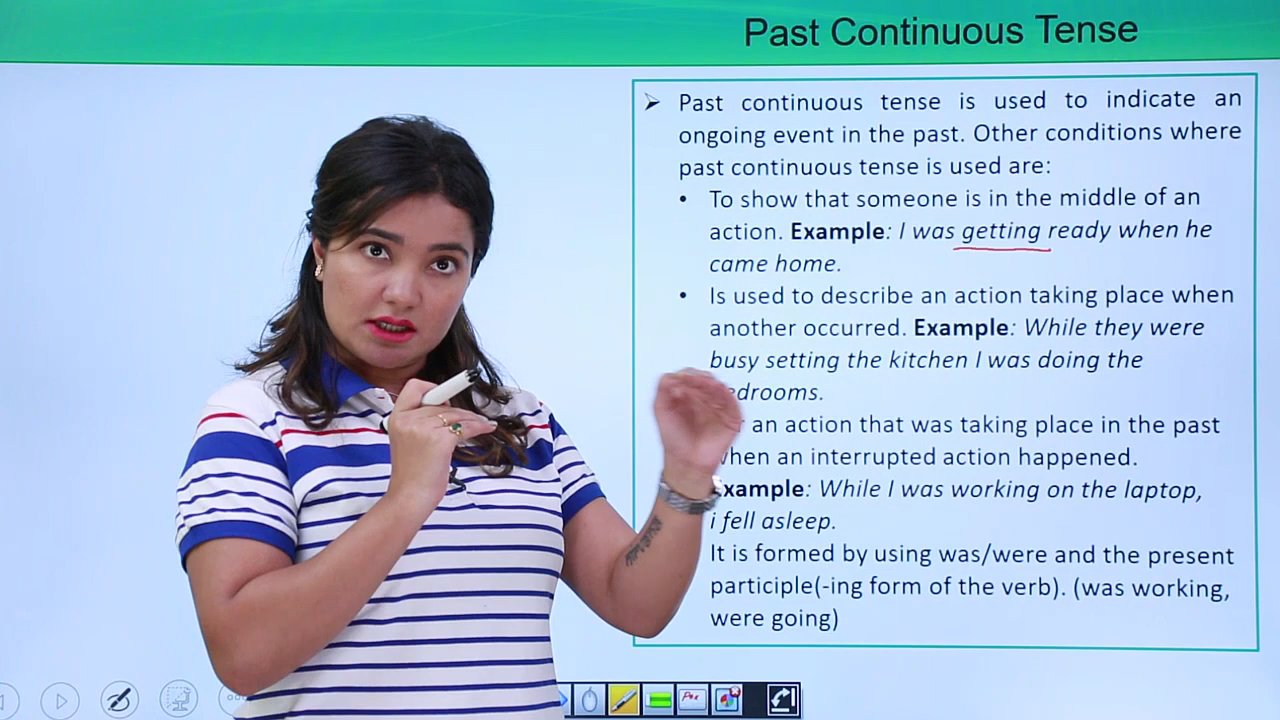 Past Continuous Tense
➢ Past continuous tense is used to indicate an
ongoing event in the past. Other conditions where
past continuous tense is used are:
• To show that someone is in the middle of an
action. Example: I was getting ready when he
came home.
• Is used to describe an action taking place when
another occurred. Example: While they were
busy setting the kitchen I was doing the
edrooms.
an action that was taking place in the past
when an interrupted action happened.
Example: While I was working on the laptop,
i fell asleep.
It is formed by using was/were and the present
participle(-ing form of the verb). (was working,
were going)